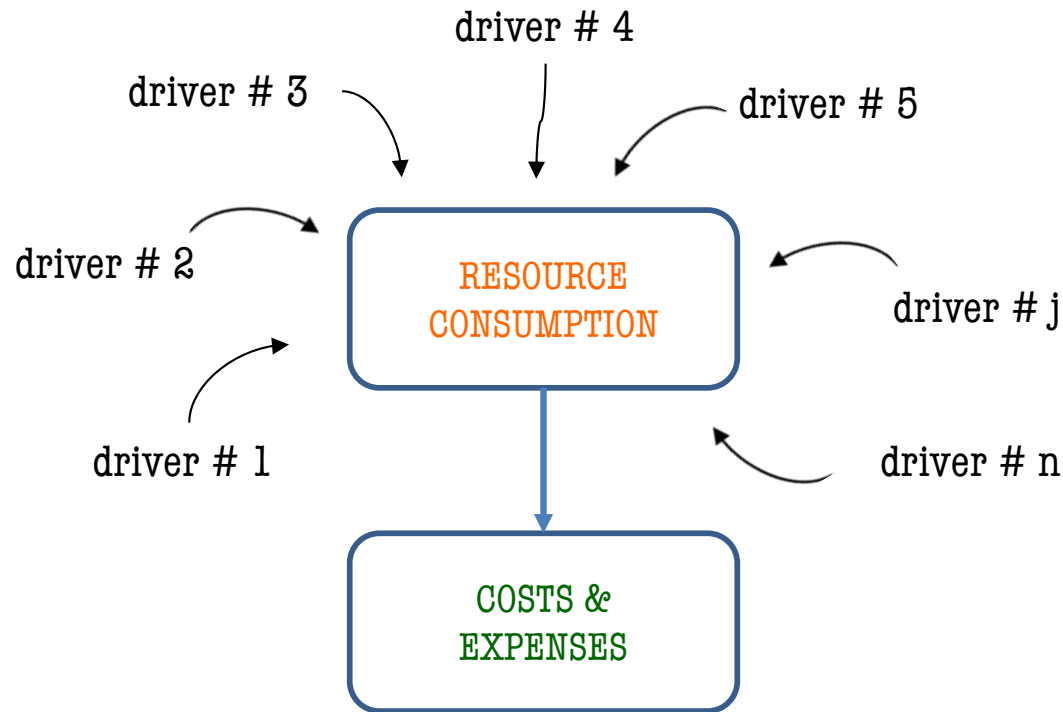 driver # 4
driver # 3
driver # 5
driver # 2
RESOURCE
CONSUMPTION
driver # j
driver # 1
driver # n
COSTS &
EXPENSES